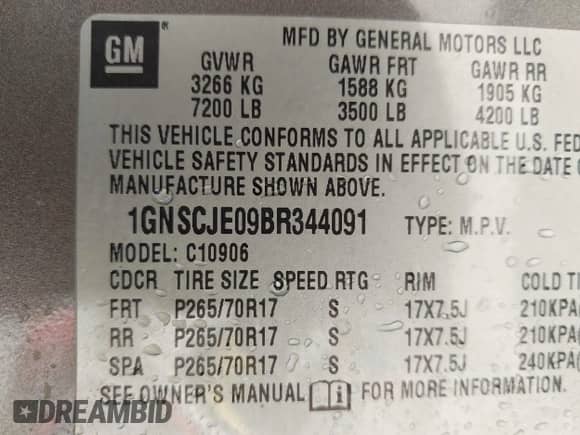 GM ®
MFD BY GENERAL MOTORS LLC
GVWR GAWR FRT GAWR RR
3266 KG 1588 KG 1905 KG
7200 LB 3500 LB 4200 LB
THIS VEHICLE CONFORMS TO ALL APPLICABLE U.S. FED
VEHICLE SAFETY STANDARDS IN EFFECT ON THE DATE O
MANUFACTURE SHOWN ABOVE.
1GNSCJE09BR344091 TYPE: M.P.V.
MODEL: C10906
CDCR TIRE SIZE SPEED RTG RIM COLD TI
FRT P265/70R17 S 17X7.5J 210KPA(
RR P265/70R17 S 17X7.5J 210KPA(
SPA P265/70R17 S 17X7.5J 240KPA(
SEE OWNER'S MANUAL i FOR MORE INFORMATION.
DREAMBID